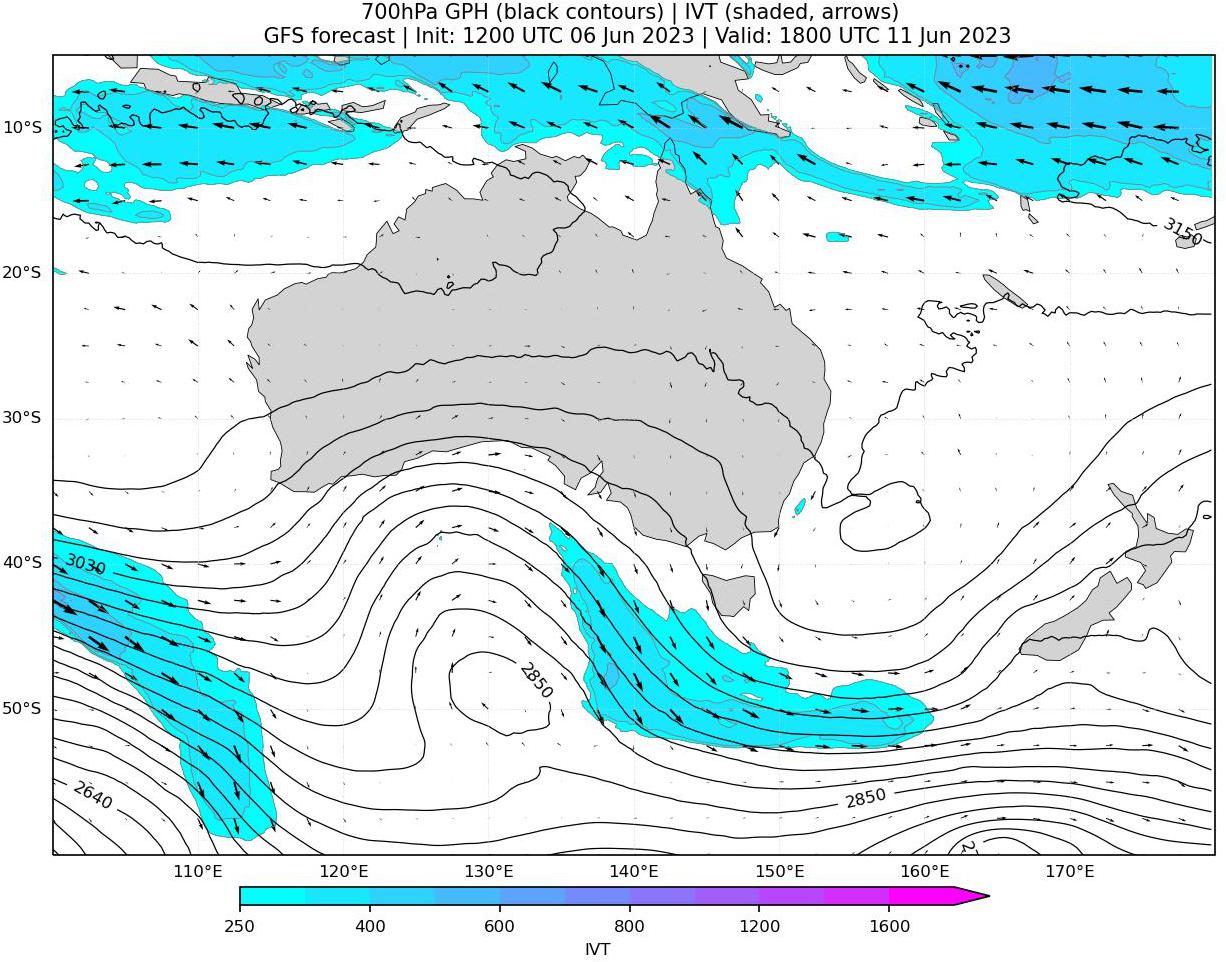 700hPa GPH (black contours) | IVT (shaded, arrows)
GFS forecast | Init: 1200 UTC 06 Jun 2023 | Valid: 1800 UTC 11 Jun 2023
10°S
20°S
30°S
40°S
50°S
3150
3030
2850
2640
2850
110°E 120°E 130°E 140°E 150°E 160°E 170°E
250 400 600 800 1200 1600
IVT